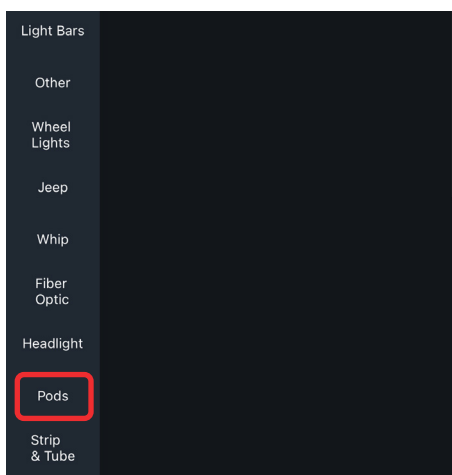 Light Bars
Other
Wheel
Lights
Jeep
Whip
Fiber
Optic
Headlight
Pods
Strip
& Tube